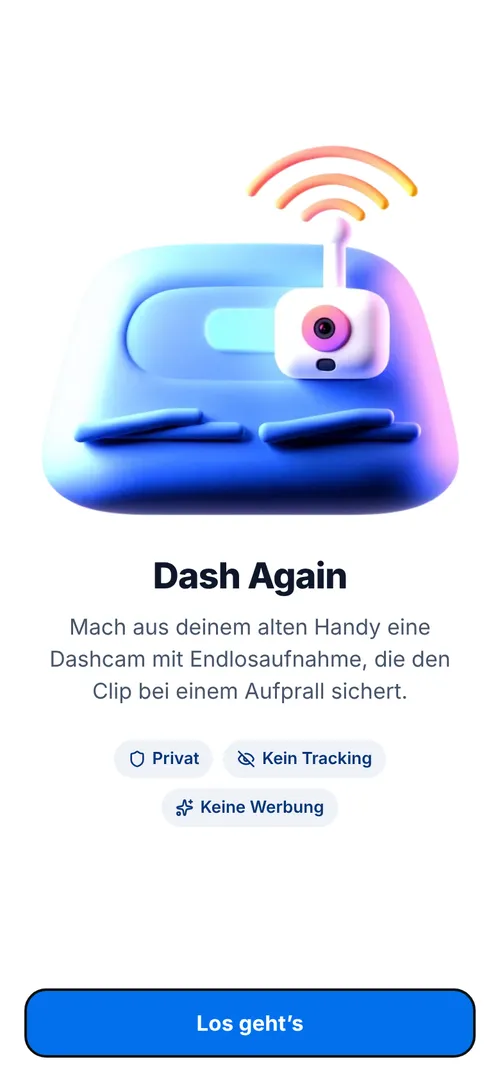 Dash Again
Mach aus deinem alten Handy eine
Dashcam mit Endlosaufnahme, die den
Clip bei einem Aufprall sichert.
Privat
Kein Tracking
Keine Werbung
Los geht’s